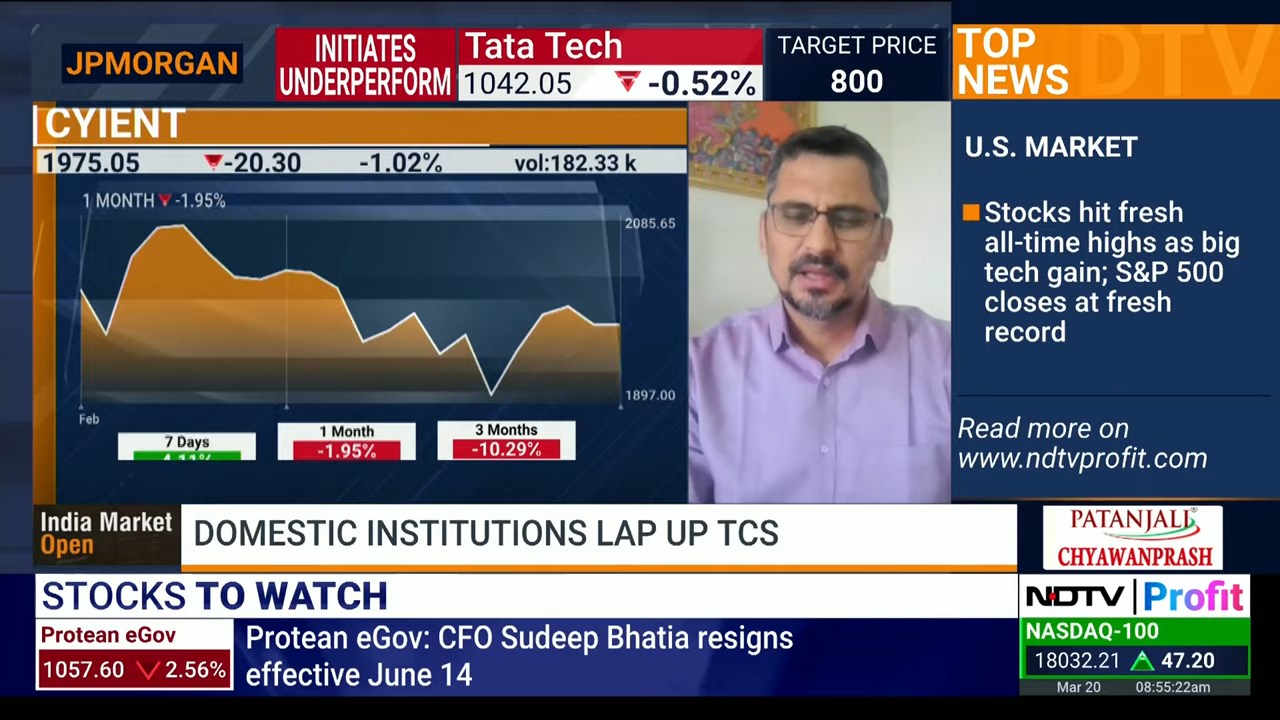 JPMORGAN
INITIATES
UNDERPERFORM
Tata Tech
1042.05 ▼ -0.52%
TARGET PRICE
800
TOP
NEWS
CYIENT
1975.05 ▼-20.30 -1.02% vol:182.33 k
1 MONTH ▼ -1.95%
2085.65
1897.00
Feb
7 Days
4.11%
1 Month
-1.95%
3 Months
-10.29%
U.S. MARKET
Stocks hit fresh
all-time highs as big
tech gain; S&P 500
closes at fresh
record
Read more on
www.ndtvprofit.com
India Market
Open
DOMESTIC INSTITUTIONS LAP UP TCS
PATANJALI
CHYAWANPRASH
STOCKS TO WATCH
Protean eGov
1057.60 2.56%
Protean eGov: CFO Sudeep Bhatia resigns
effective June 14
NDTV Profit
NASDAQ-100
18032.21 47.20
Mar 20 08:55:22am